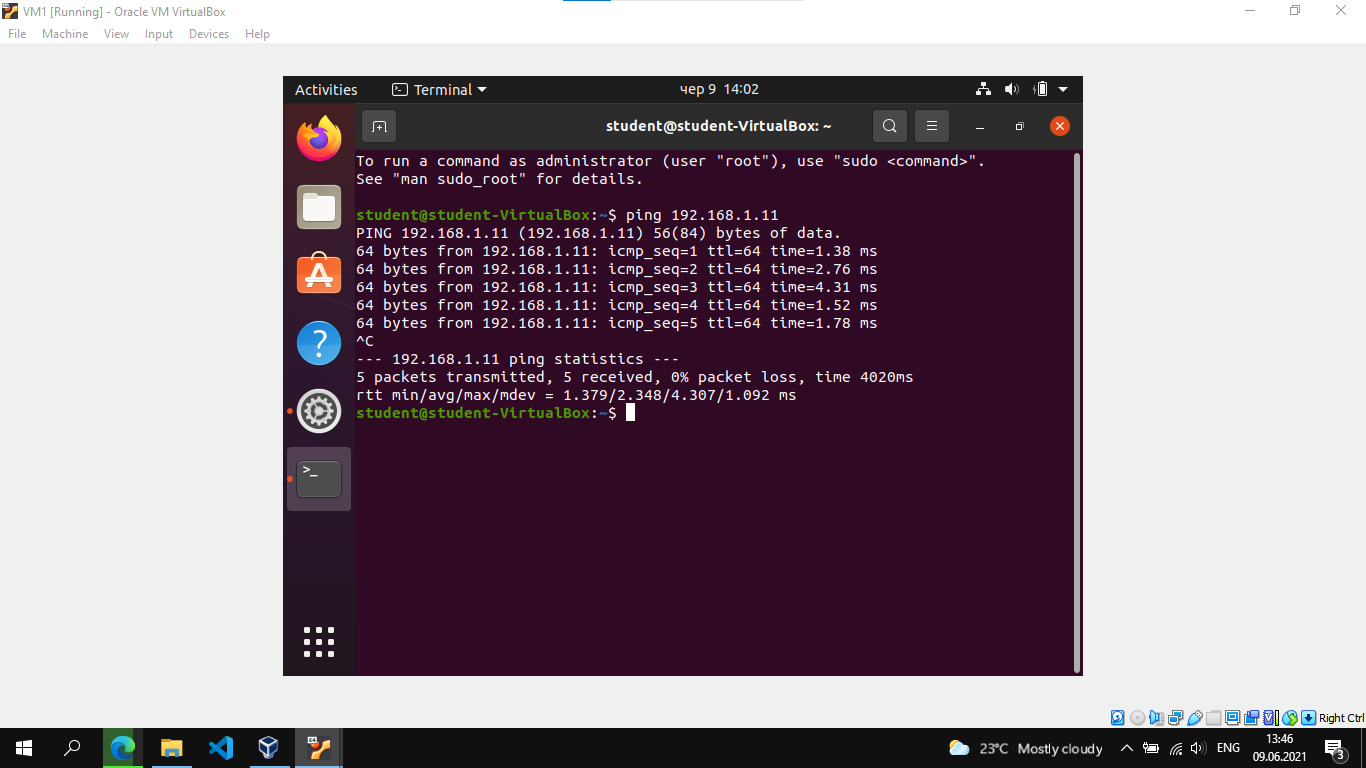 VM1 [Running] - Oracle VM VirtualBox
File Machine View Input Devices Help
Activities Terminal чер 9 14:02
student@student-VirtualBox: ~
To run a command as administrator (user "root"), use "sudo <command>".
See "man sudo_root" for details.
student@student-VirtualBox:~$ ping 192.168.1.11
PING 192.168.1.11 (192.168.1.11) 56(84) bytes of data.
64 bytes from 192.168.1.11: icmp_seq=1 ttl=64 time=1.38 ms
64 bytes from 192.168.1.11: icmp_seq=2 ttl=64 time=2.76 ms
64 bytes from 192.168.1.11: icmp_seq=3 ttl=64 time=4.31 ms
64 bytes from 192.168.1.11: icmp_seq=4 ttl=64 time=1.52 ms
64 bytes from 192.168.1.11: icmp_seq=5 ttl=64 time=1.78 ms
^C
--- 192.168.1.11 ping statistics ---
5 packets transmitted, 5 received, 0% packet loss, time 4020ms
rtt min/avg/max/mdev = 1.379/2.348/4.307/1.092 ms
student@student-VirtualBox:~$
Right Ctrl
23°C Mostly cloudy ENG 13:46
09.06.2021
3